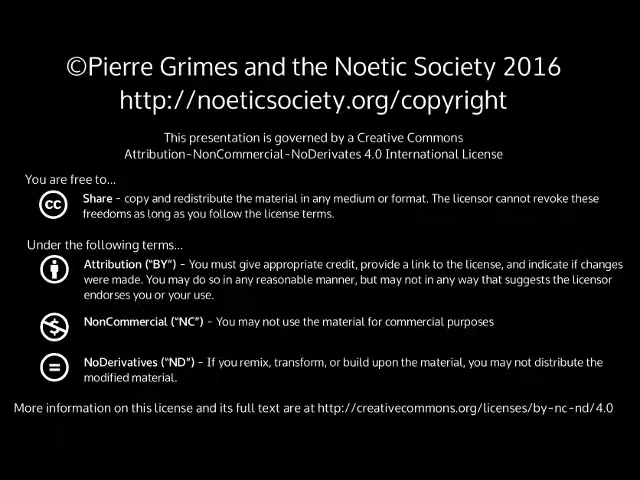 ©Pierre Grimes and the Noetic Society 2016
http://noeticsociety.org/copyright
This presentation is governed by a Creative Commons
Attribution-NonCommercial-NoDerivates 4.0 International License
You are free to...
cc
Share - copy and redistribute the material in any medium or format. The licensor cannot revoke these
freedoms as long as you follow the license terms.
Under the following terms...
Attribution ("BY") - You must give appropriate credit, provide a link to the license, and indicate if changes
were made. You may do so in any reasonable manner, but may not in any way that suggests the licensor
endorses you or your use.
NonCommercial ("NC") - You may not use the material for commercial purposes
NoDerivatives ("ND") - If you remix, transform, or build upon the material, you may not distribute the
modified material.
More information on this license and its full text are at http://creativecommons.org/licenses/by-nc-nd/4.0